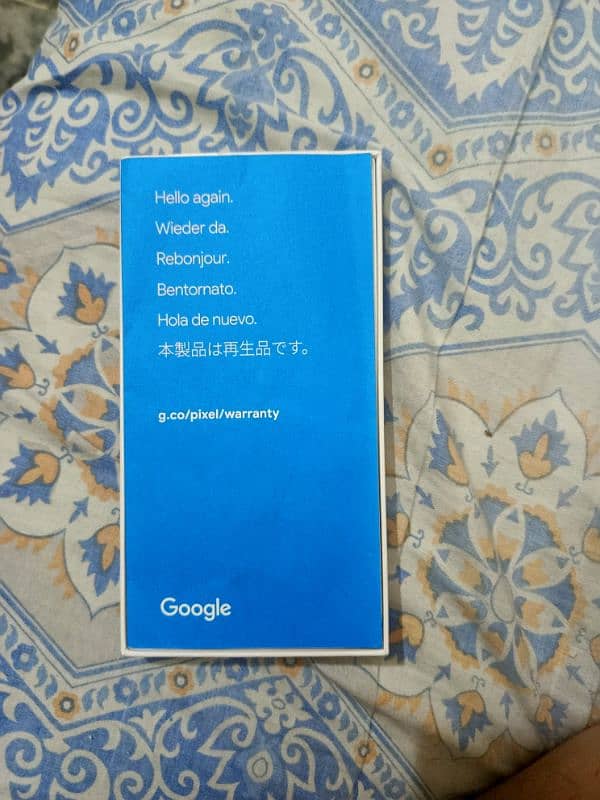 Hello again.
Wieder da.
Rebonjour.
Bentornato.
Hola de nuevo.
本製品は再生品です。
g.co/pixel/warranty
Google